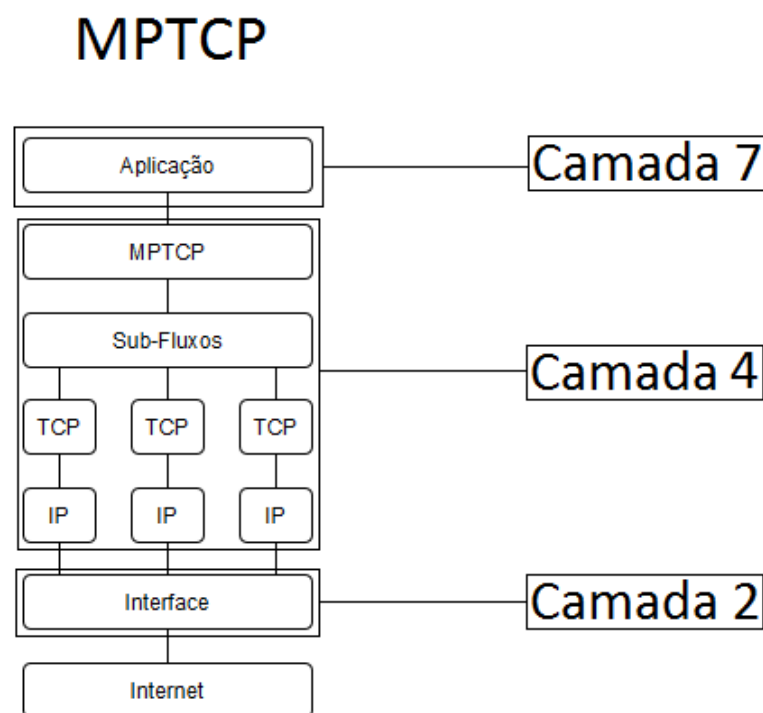 MPTCP
Aplicação
Camada 7
MPTCP
Sub-Fluxos
Camada 4
TCP TCP TCP
IP IP IP
Interface
Camada 2
Internet